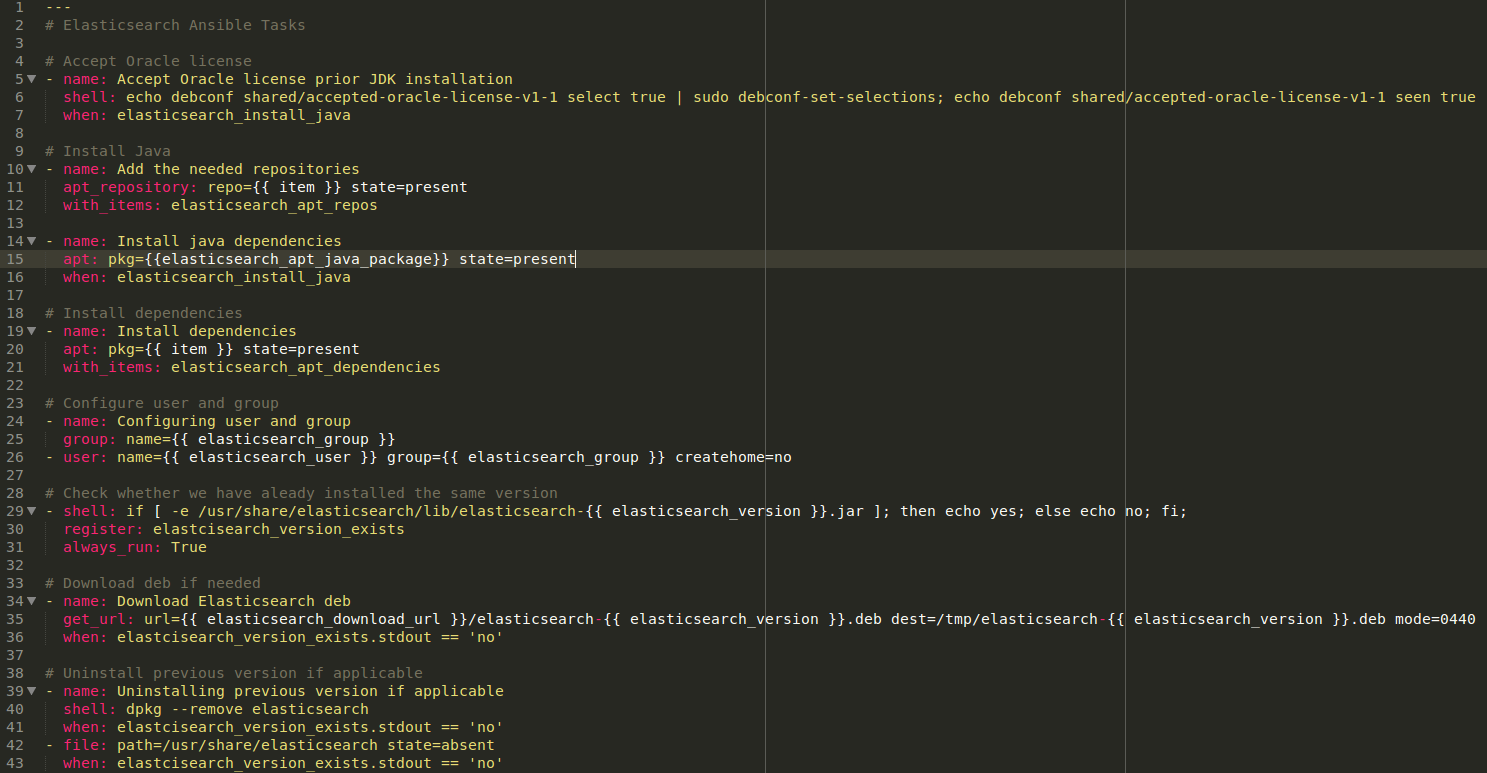 1 ---
2 # Elasticsearch Ansible Tasks
3
4 # Accept Oracle license
5 - name: Accept Oracle license prior JDK installation
6 shell: echo debconf shared/accepted-oracle-license-v1-1 select true | sudo debconf-set-selections; echo debconf shared/accepted-oracle-license-v1-1 seen true
7 when: elasticsearch_install_java
8
9 # Install Java
10 - name: Add the needed repositories
11 apt_repository: repo={{ item }} state=present
12 with_items: elasticsearch_apt_repos
13
14 - name: Install java dependencies
15 apt: pkg={{elasticsearch_apt_java_package}} state=present
16 when: elasticsearch_install_java
17
18 # Install dependencies
19 - name: Install dependencies
20 apt: pkg={{ item }} state=present
21 with_items: elasticsearch_apt_dependencies
22
23 # Configure user and group
24 - name: Configuring user and group
25 group: name={{ elasticsearch_group }}
26 - user: name={{ elasticsearch_user }} group={{ elasticsearch_group }} createhome=no
27
28 # Check whether we have aleady installed the same version
29 - shell: if [ -e /usr/share/elasticsearch/lib/elasticsearch-{{ elasticsearch_version }}.jar ]; then echo yes; else echo no; fi;
30 register: elastcisearch_version_exists
31 always_run: True
32
33 # Download deb if needed
34 - name: Download Elasticsearch deb
35 get_url: url={{ elasticsearch_download_url }}/elasticsearch-{{ elasticsearch_version }}.deb dest=/tmp/elasticsearch-{{ elasticsearch_version }}.deb mode=0440
36 when: elastcisearch_version_exists.stdout == 'no'
37
38 # Uninstall previous version if applicable
39 - name: Uninstalling previous version if applicable
40 shell: dpkg --remove elasticsearch
41 when: elastcisearch_version_exists.stdout == 'no'
42 - file: path=/usr/share/elasticsearch state=absent
43 when: elastcisearch_version_exists.stdout == 'no'